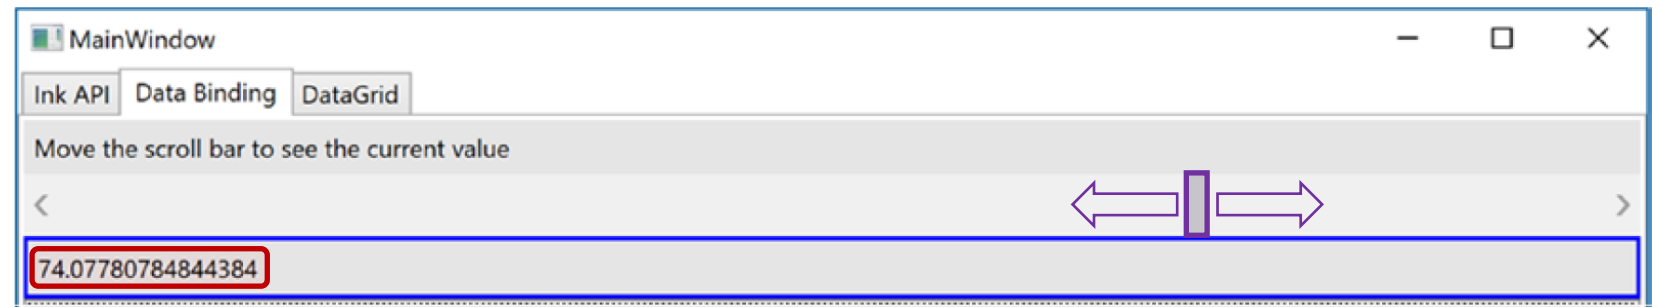 MainWindow
Ink API Data Binding DataGrid
Move the scroll bar to see the current value
74.07780784844384